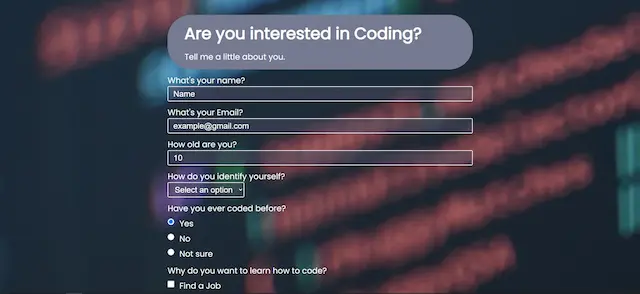 Are you interested in Coding?
Tell me a little about you.
What's your name?
Name
What's your Email?
example@gmail.com
How old are you?
10
How do you identify yourself?
Select an option
Have you ever coded before?
Yes
No
Not sure
Why do you want to learn how to code?
Find a Job